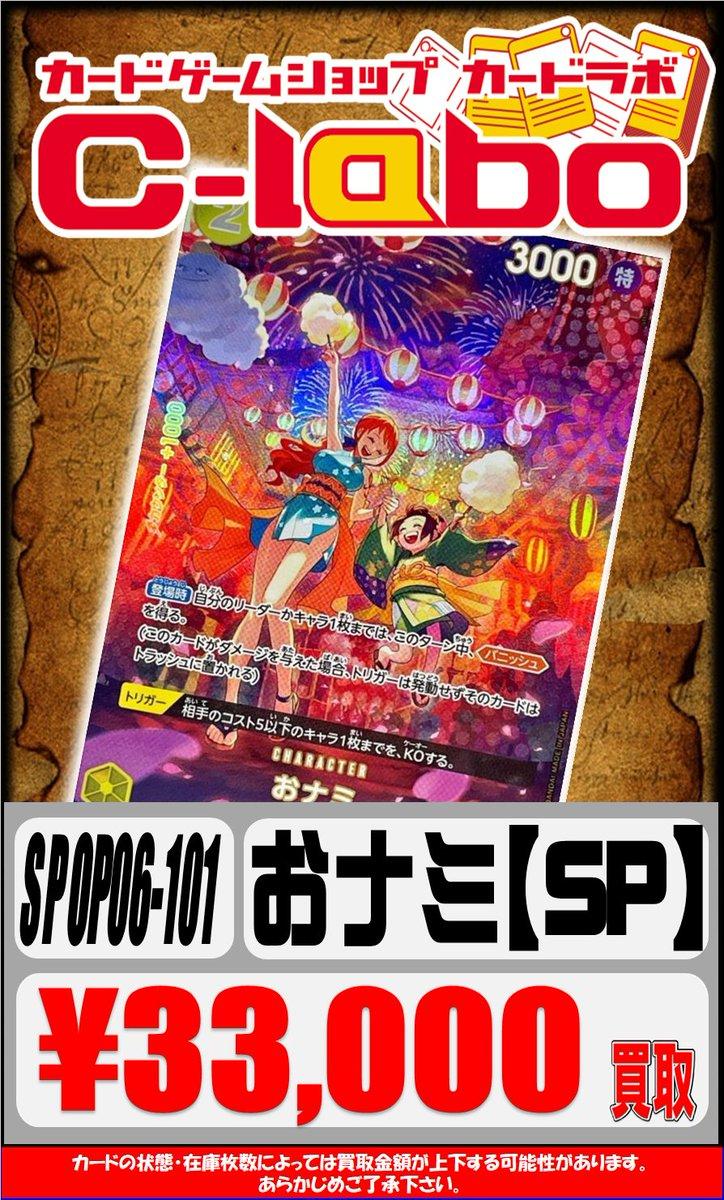 カードゲームショップ カードラボ
C-labo
2
3000 特
カウンター+1000
登場時 自分のリーダーかキャラ1枚までは、このターン中、バニッシュ
を得る。
(このカードがダメージを与えた場合、トリガーは発動せずそのカードは
トラッシュに置かれる)
トリガー 相手のコスト5以下のキャラ1枚までを、KOする。
CHARACTER
おナミ
SP OP06-101
おナミ【SP】
¥33,000 買取
カードの状態・在庫枚数によっては買取金額が上下する可能性があります。
あらかじめご了承下さい。